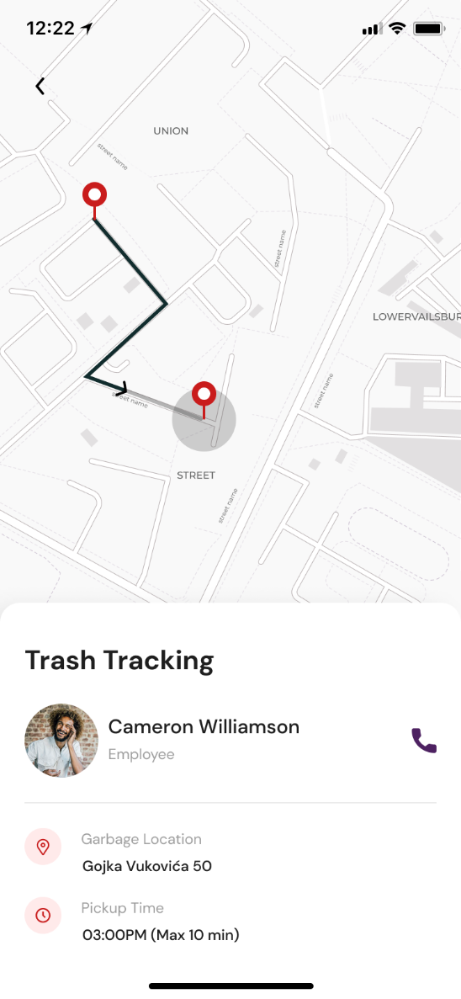 12:22
UNION
street name
street name
LOWERVAILSBUR
street name
street name
STREET
street name
Trash Tracking
Cameron Williamson
Employee
Garbage Location
Gojka Vukovića 50
Pickup Time
03:00PM (Max 10 min)